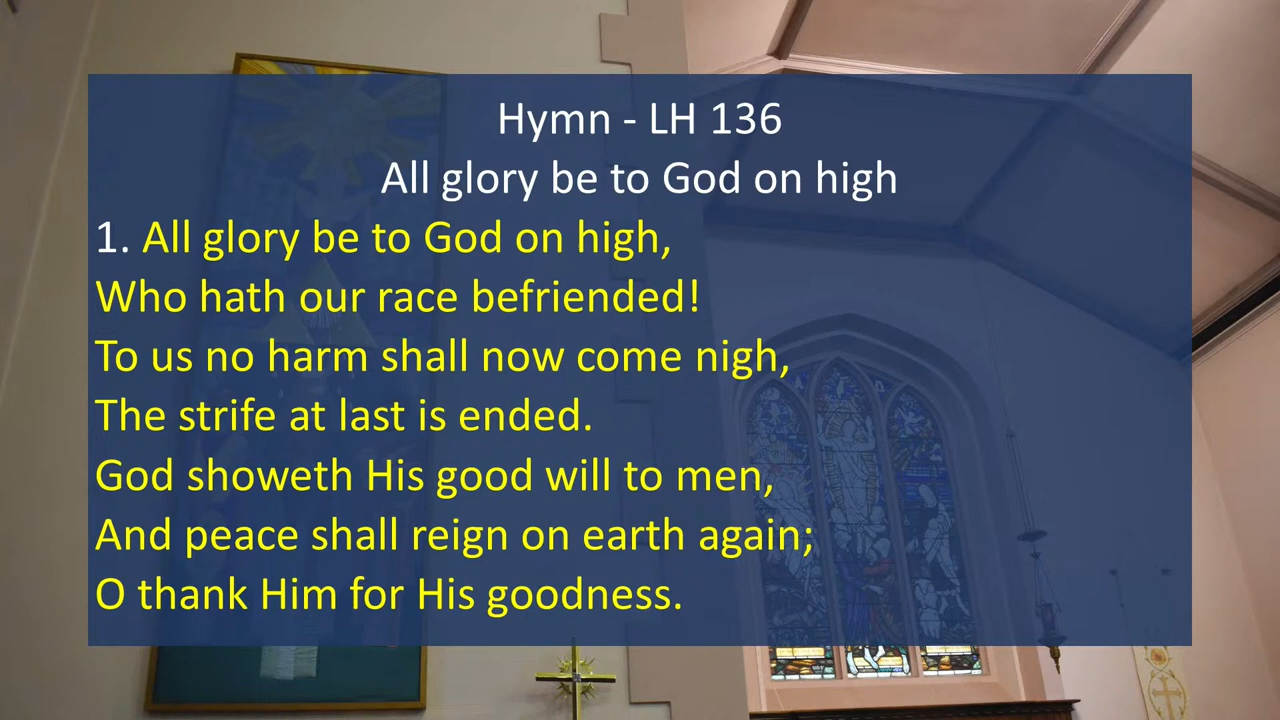 Hymn - LH 136
All glory be to God on high
1. All glory be to God on high,
Who hath our race befriended!
To us no harm shall now come nigh,
The strife at last is ended.
God showeth His good will to men,
And peace shall reign on earth again;
O thank Him for His goodness.